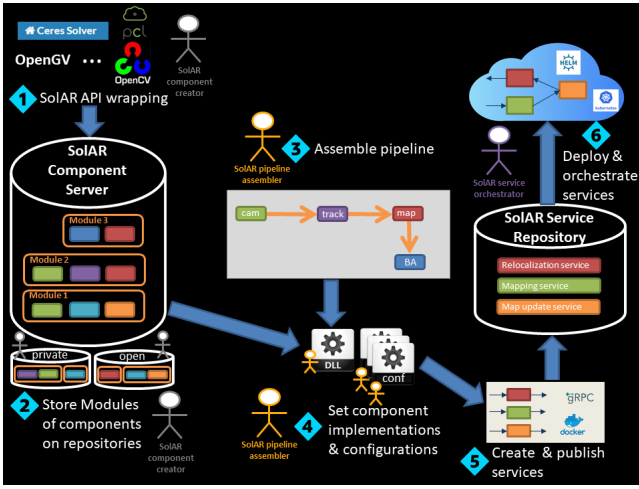 Ceres Solver
pcl
OpenGV ...
OpenCV
SolAR
component
creator
1 SolAR API wrapping
SolAR
Component
Server
Module 3
Module 2
Module 1
private
open
2 Store Modules
of components
on repositories
SolAR
component
creator
SolAR pipeline
assembler
3 Assemble pipeline
cam
track
map
BA
DLL
conf
SolAR pipeline
assembler
4 Set component
implementations
& configurations
gRPC
docker
5 Create & publish
services
SolAR Service
Repository
Relocalization service
Mapping service
Map update service
SolAR service
orchestrator
6
Deploy &
orchestrate
services
HELM
kubernetes